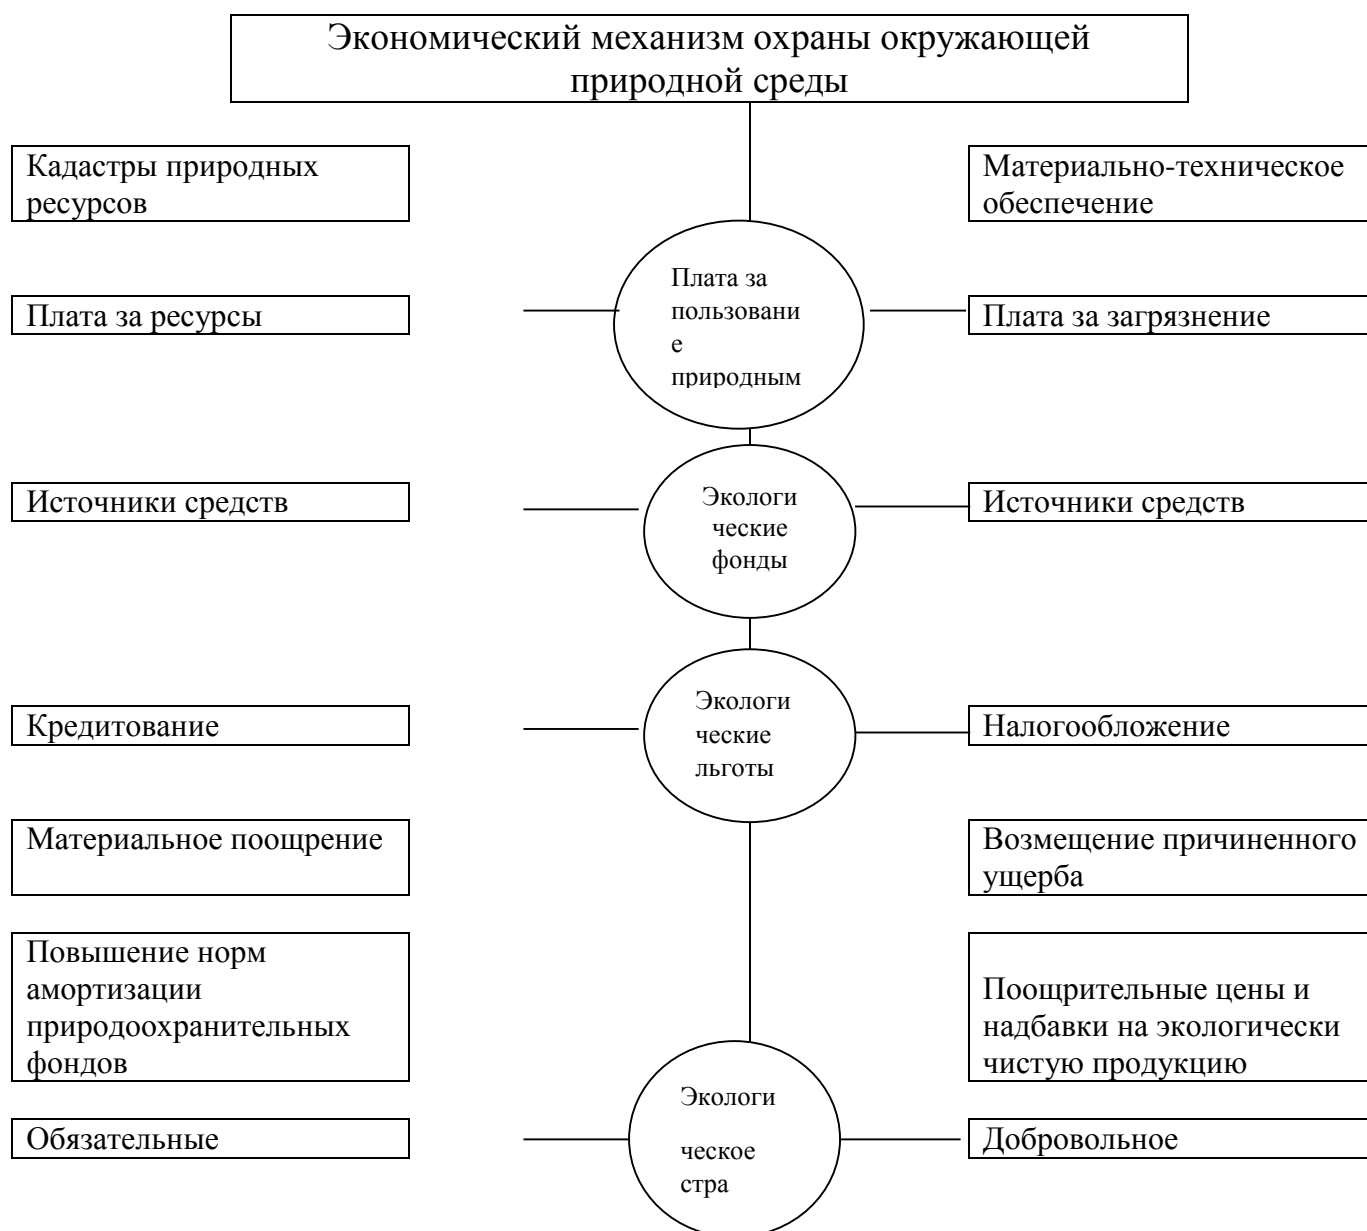 Экономический механизм охраны окружающей
природной среды
Кадастры природных
ресурсов
Материально-техническое
обеспечение
Плата за
пользовани
е
природным
Плата за ресурсы
Плата за загрязнение
Источники средств
Экологи
ческие
фонды
Источники средств
Кредитование
Экологи
ческие
льготы
Налогообложение
Материальное поощрение
Возмещение причиненного
ущерба
Повышение норм
амортизации
природоохранительных
фондов
Поощрительные цены и
надбавки на экологически
чистую продукцию
Обязательные
Экологи
ческое
стра
Добровольное